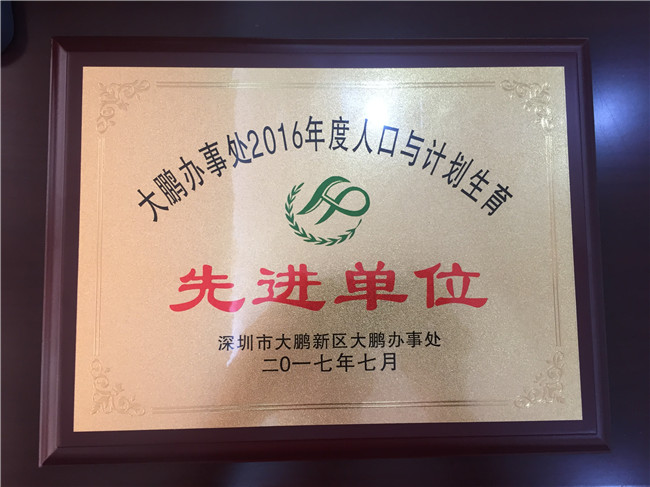 大鹏办事处2016年度人口与计划生育
先进单位
深圳市大鹏新区大鹏办事处
二〇一七年七月